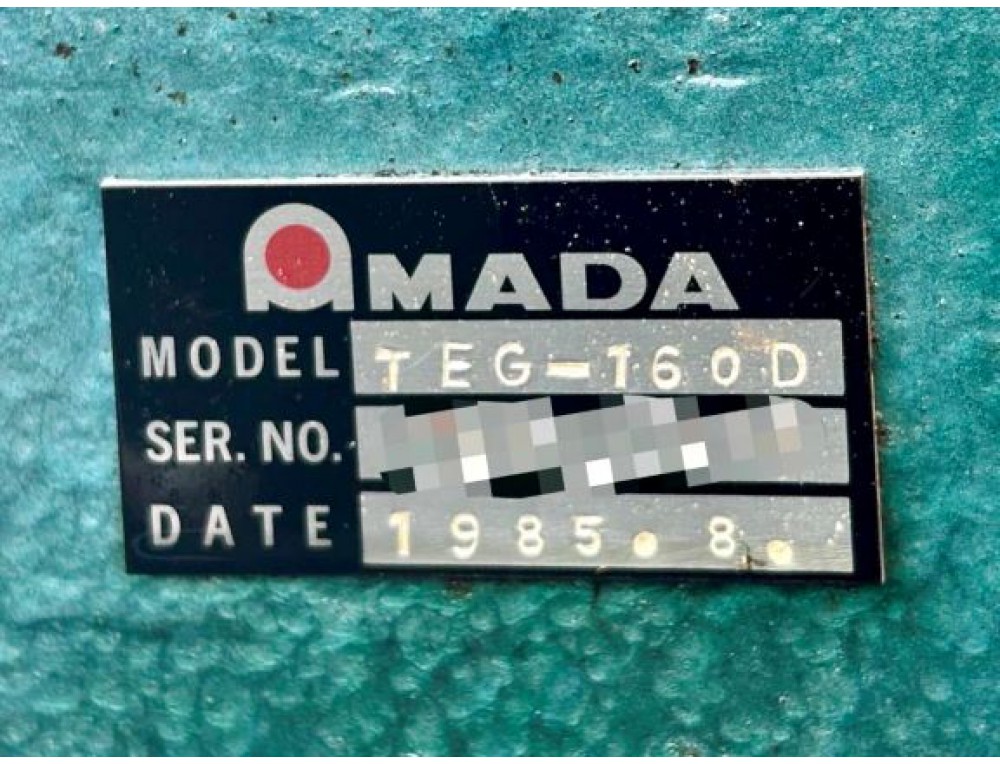 AMADA
MODEL TEG-160D
SER. NO.
DATE 1985.8.